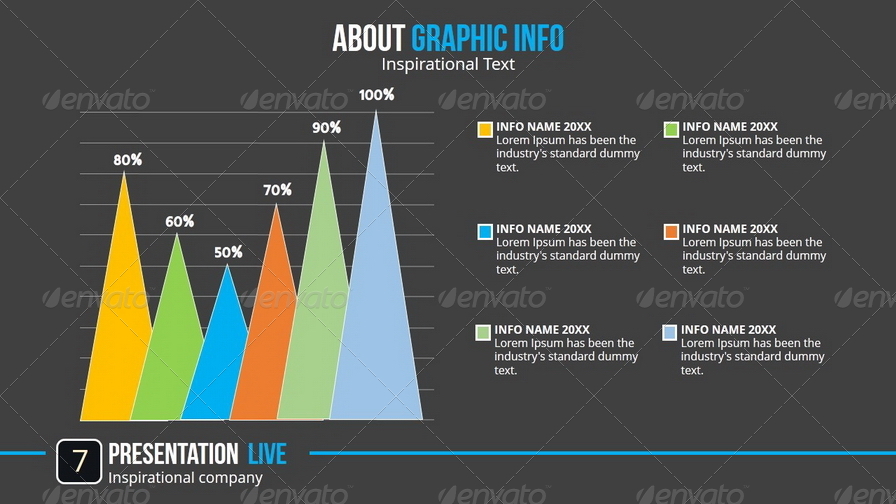 ABOUT GRAPHIC INFO
Inspirational Text
100%
90%
80%
70%
60%
50%
INFO NAME 20XX
Lorem Ipsum has been the
industry's standard dummy
text.
INFO NAME 20XX
Lorem Ipsum has been the
industry's standard dummy
text.
INFO NAME 20XX
Lorem Ipsum has been the
industry's standard dummy
text.
INFO NAME 20XX
Lorem Ipsum has been the
industry's standard dummy
text.
INFO NAME 20XX
Lorem Ipsum has been the
industry's standard dummy
text.
INFO NAME 20XX
Lorem Ipsum has been the
industry's standard dummy
text.
7
PRESENTATION LIVE
Inspirational company
envato envato envato envato envato
envato envato envato envato envato
envato envato envato envato envato